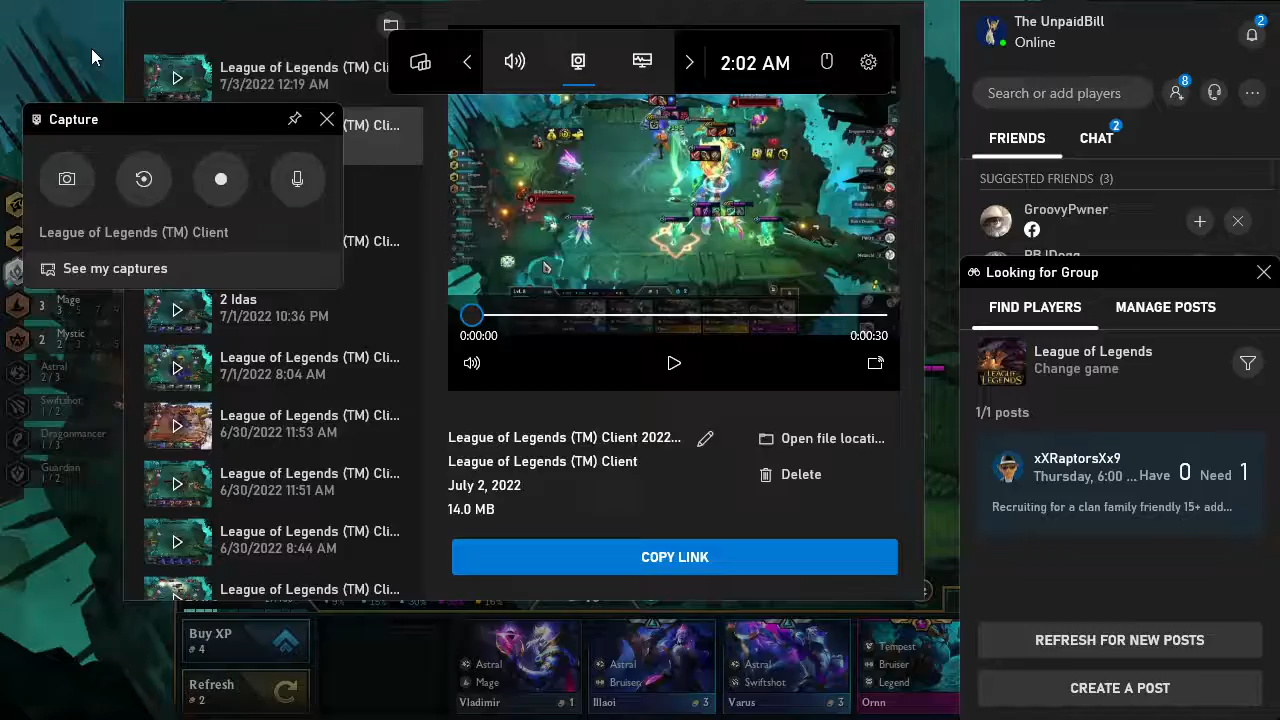 League of Legends (TM) Cli
7/3/2022 12:19 AM
2:02 AM
The UnpaidBill
Online
2
Search or add players
8
FRIENDS
CHAT
2
SUGGESTED FRIENDS (3)
GroovyPwner
Capture
League of Legends (TM) Client
See my captures
(TM) Cli...
(TM) Cli...
2 Idas
7/1/2022 10:36 PM
League of Legends (TM) Cli...
7/1/2022 8:04 AM
League of Legends (TM) Cli...
6/30/2022 11:53 AM
League of Legends (TM) Cli...
6/30/2022 11:51 AM
League of Legends (TM) Cli...
6/30/2022 8:44 AM
League of Legends (TM) Cli...
3 Mage
2 Mystic
Astral
2 / 3
Swiftshot
1 / 2
Dragonmancer
1 / 3
Guardian
1 / 2
0:00:00
0:00:30
League of Legends (TM) Client 2022...
League of Legends (TM) Client
July 2, 2022
14.0 MB
Open file locati...
Delete
COPY LINK
Looking for Group
FIND PLAYERS
MANAGE POSTS
League of Legends
Change game
1/1 posts
xXRaptorsXx9
Thursday, 6:00 ... Have 0 Need 1
Recruiting for a clan family friendly 15+ add...
REFRESH FOR NEW POSTS
CREATE A POST
Buy XP
4
Refresh
2
Astral
Mage
Vladimir 1
Astral
Bruiser
Illaoi 3
Astral
Swiftshot
Varus 3
Tempest
Bruiser
Legend
Ornn